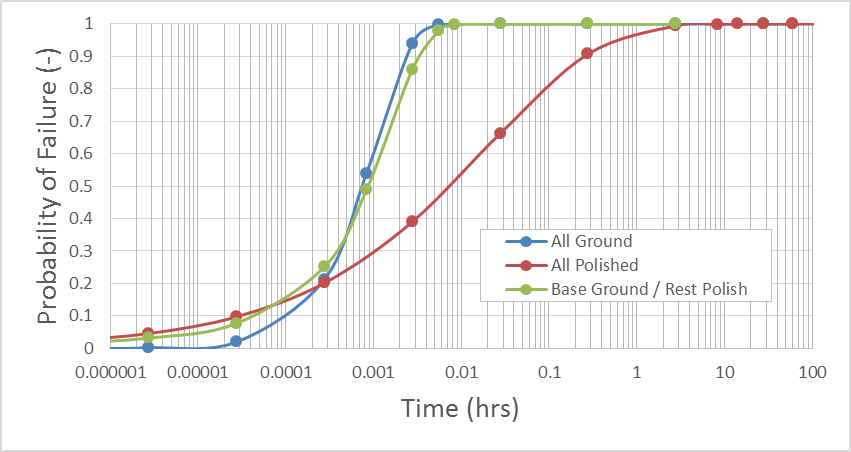 Probability of Failure (-)
1
0.9
0.8
0.7
0.6
0.5
0.4
0.3
0.2
0.1
0
All Ground
All Polished
Base Ground / Rest Polish
0.000001 0.00001 0.0001 0.001 0.01 0.1 1 10 100
Time (hrs)